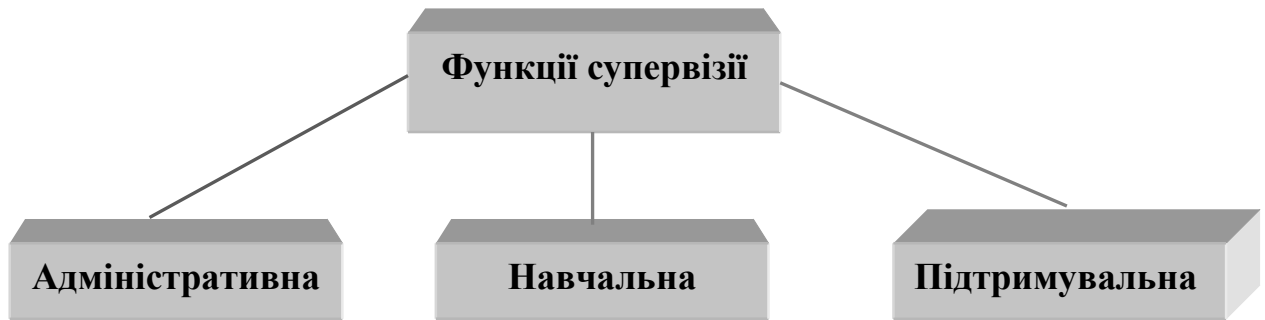 Функції супервізії
Адміністративна
Навчальна
Підтримувальна